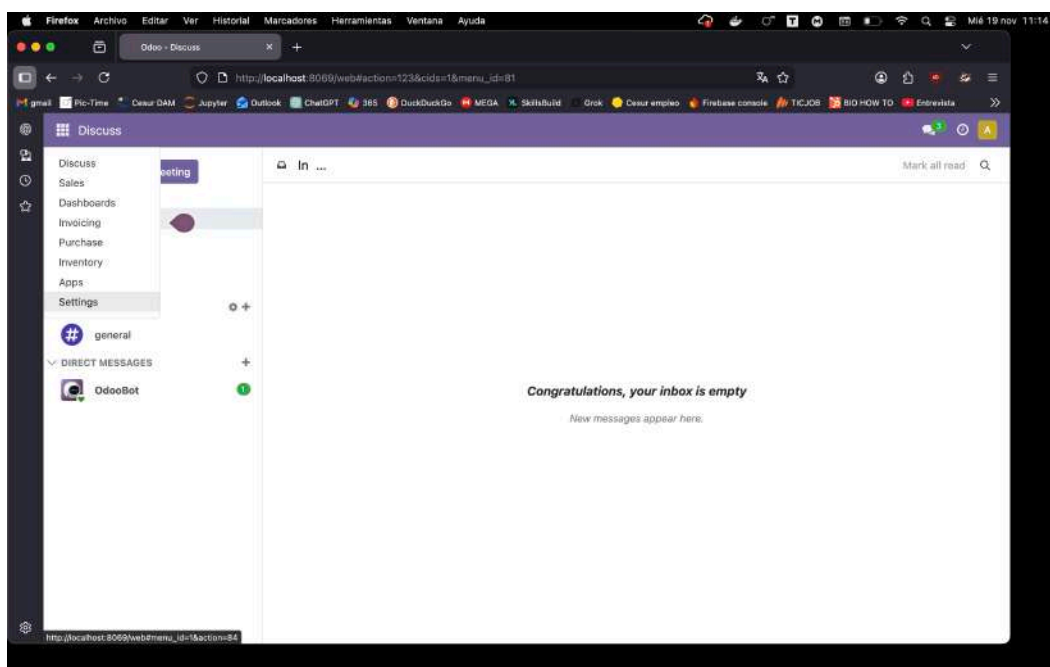 Firefox Archivo Editar Ver Historial Marcadores Herramientas Ventana Ayuda Mié 19 nov 11:14
Odoo - Discuss
http://localhost:8069/web#action=123&cids=1&menu_id=81
gmail Pic-Time Cesur DAM Jupyter Outlook ChatGPT 365 DuckDuckGo MEGA SkillsBuild Grok Cesur empleo Firebase console TICJOB BIO HOW TO Entrevista
Discuss 3 A
Discuss
Sales
Dashboards
Invoicing
Purchase
Inventory
Apps
Settings
eeting
In ... Mark all read
# general
DIRECT MESSAGES
OdooBot 1
Congratulations, your inbox is empty
New messages appear here.
http://localhost:8069/web#menu_id=1&action=84